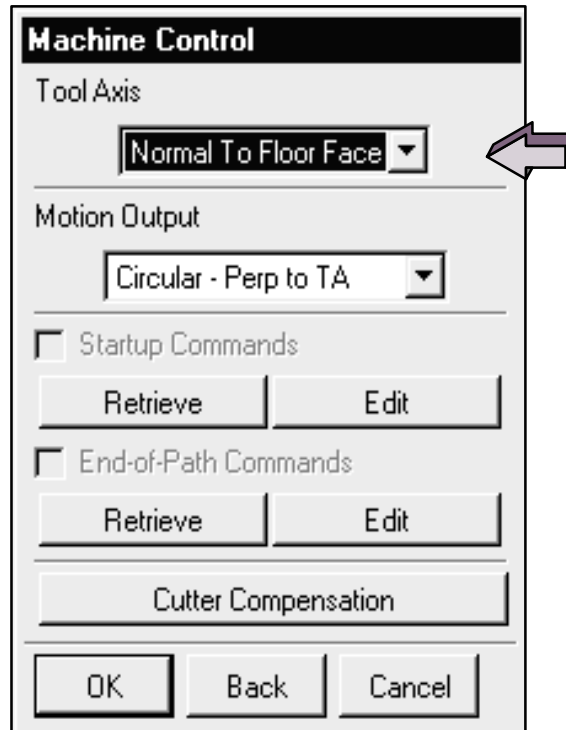 Machine Control
Tool Axis
Normal To Floor Face
Motion Output
Circular - Perp to TA
Startup Commands
Retrieve Edit
End-of-Path Commands
Retrieve Edit
Cutter Compensation
OK Back Cancel